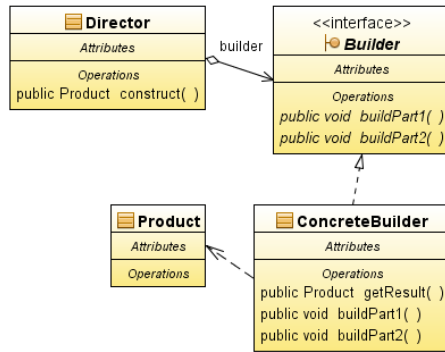 Director
Attributes
Operations
public Product construct( )
builder
<<interface>>
Builder
Attributes
Operations
public void buildPart1( )
public void buildPart2( )
Product
Attributes
Operations
ConcreteBuilder
Attributes
Operations
public Product getResult( )
public void buildPart1( )
public void buildPart2( )